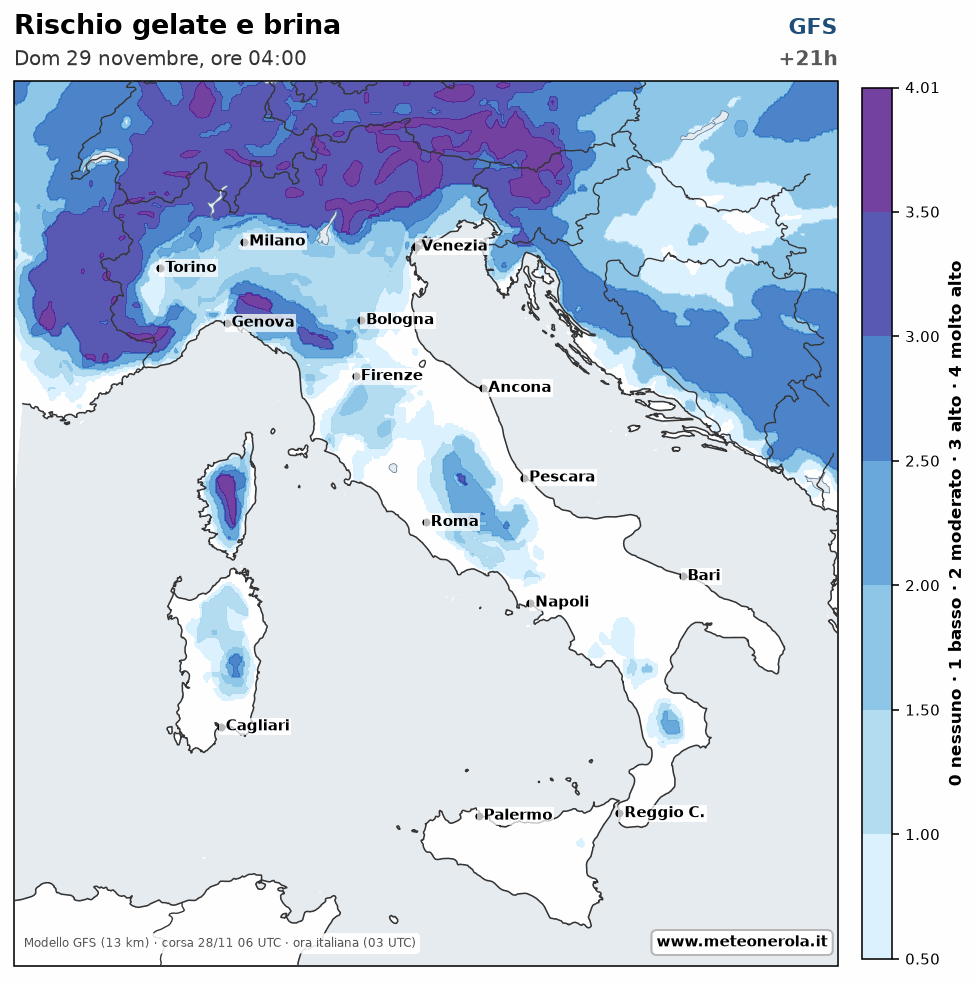 Rischio gelate e brina
GFS
Dom 29 novembre, ore 04:00
+21h
4.01
3.50
3.00
2.50
2.00
1.50
1.00
0.50
0 nessuno · 1 basso · 2 moderato · 3 alto · 4 molto alto
Milano
Venezia
Torino
Genova
Bologna
Firenze
Ancona
Pescara
Roma
Bari
Napoli
Cagliari
Palermo
Reggio C.
Modello GFS (13 km) · corsa 28/11 06 UTC · ora italiana (03 UTC)
www.meteonerola.it